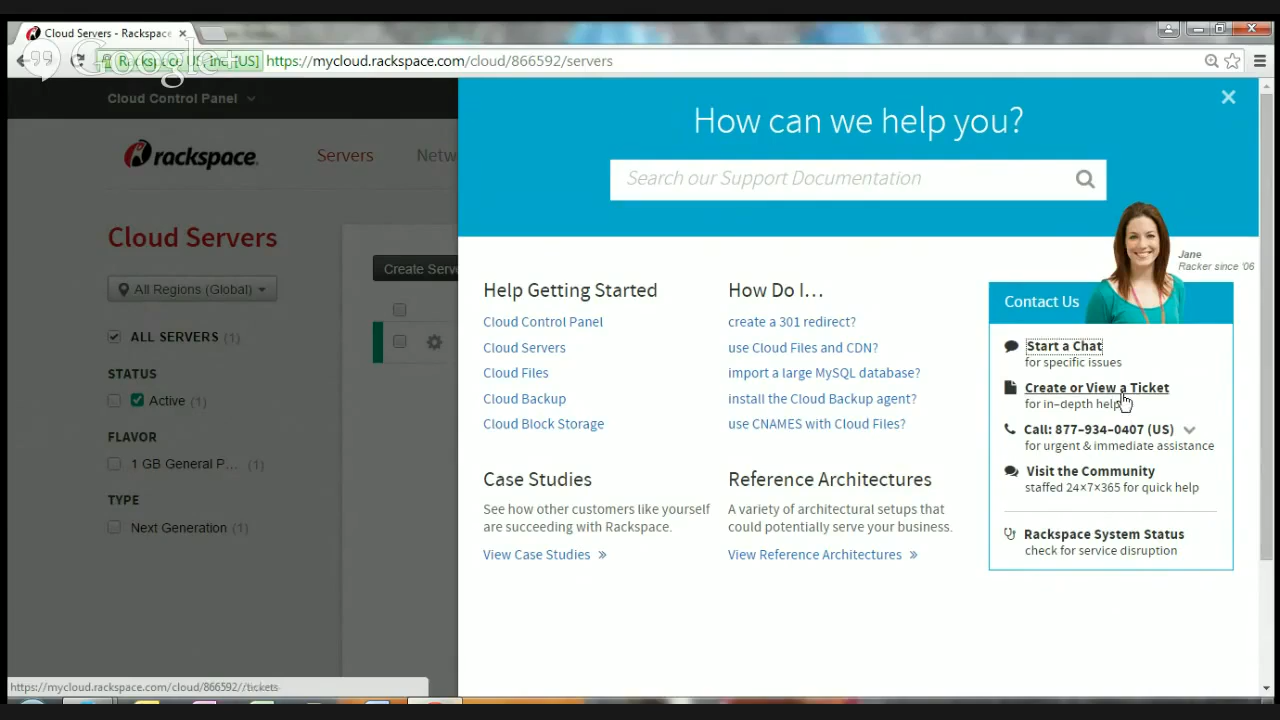 Cloud Servers - Rackspace
Google+
Rackspace US, Inc. [US] https://mycloud.rackspace.com/cloud/866592/servers
Cloud Control Panel
rackspace
Servers
Netw
Cloud Servers
All Regions (Global)
ALL SERVERS (1)
STATUS
Active (1)
FLAVOR
1 GB General P... (1)
TYPE
Next Generation (1)
Create Serv
How can we help you?
Search our Support Documentation
Help Getting Started
Cloud Control Panel
Cloud Servers
Cloud Files
Cloud Backup
Cloud Block Storage
How Do I...
create a 301 redirect?
use Cloud Files and CDN?
import a large MySQL database?
install the Cloud Backup agent?
use CNAMES with Cloud Files?
Case Studies
See how other customers like yourself
are succeeding with Rackspace.
View Case Studies »
Reference Architectures
A variety of architectural setups that
could potentially serve your business.
View Reference Architectures »
Jane
Racker since '06
Contact Us
Start a Chat
for specific issues
Create or View a Ticket
for in-depth help
Call: 877-934-0407 (US)
for urgent & immediate assistance
Visit the Community
staffed 24×7×365 for quick help
Rackspace System Status
check for service disruption
https://mycloud.rackspace.com/cloud/866592//tickets